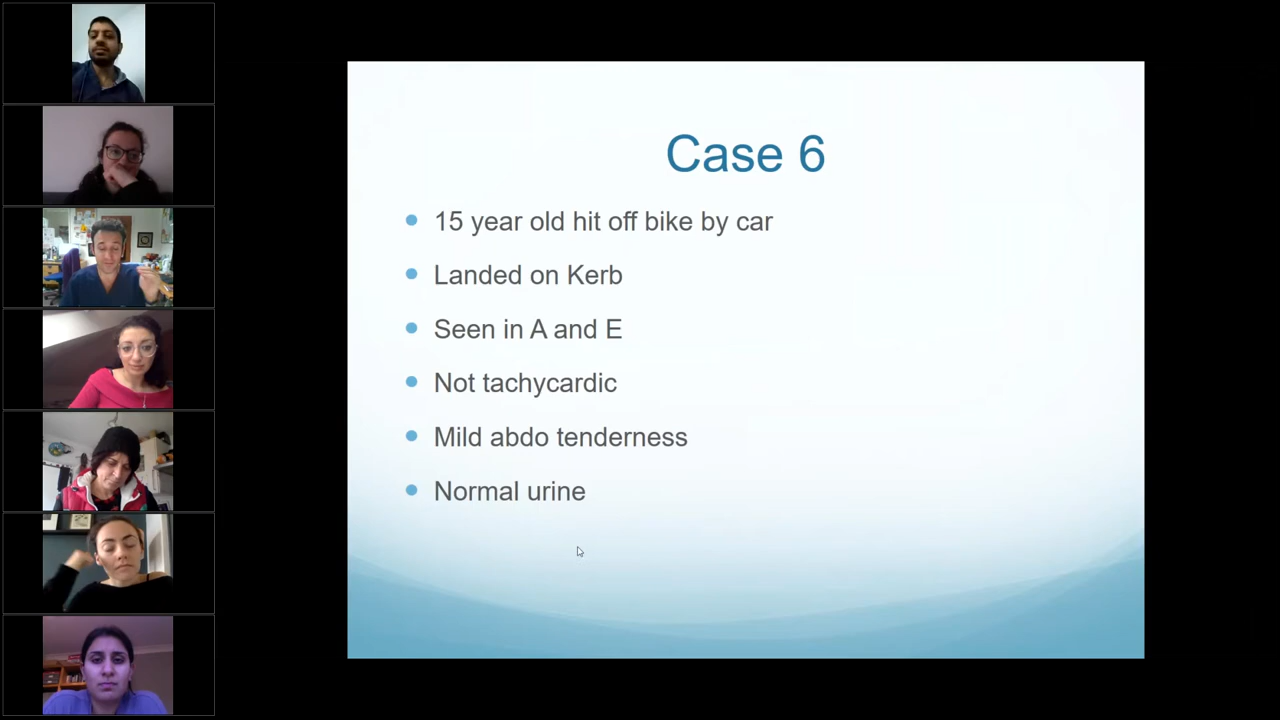 Case 6
15 year old hit off bike by car
Landed on Kerb
Seen in A and E
Not tachycardic
Mild abdo tenderness
Normal urine